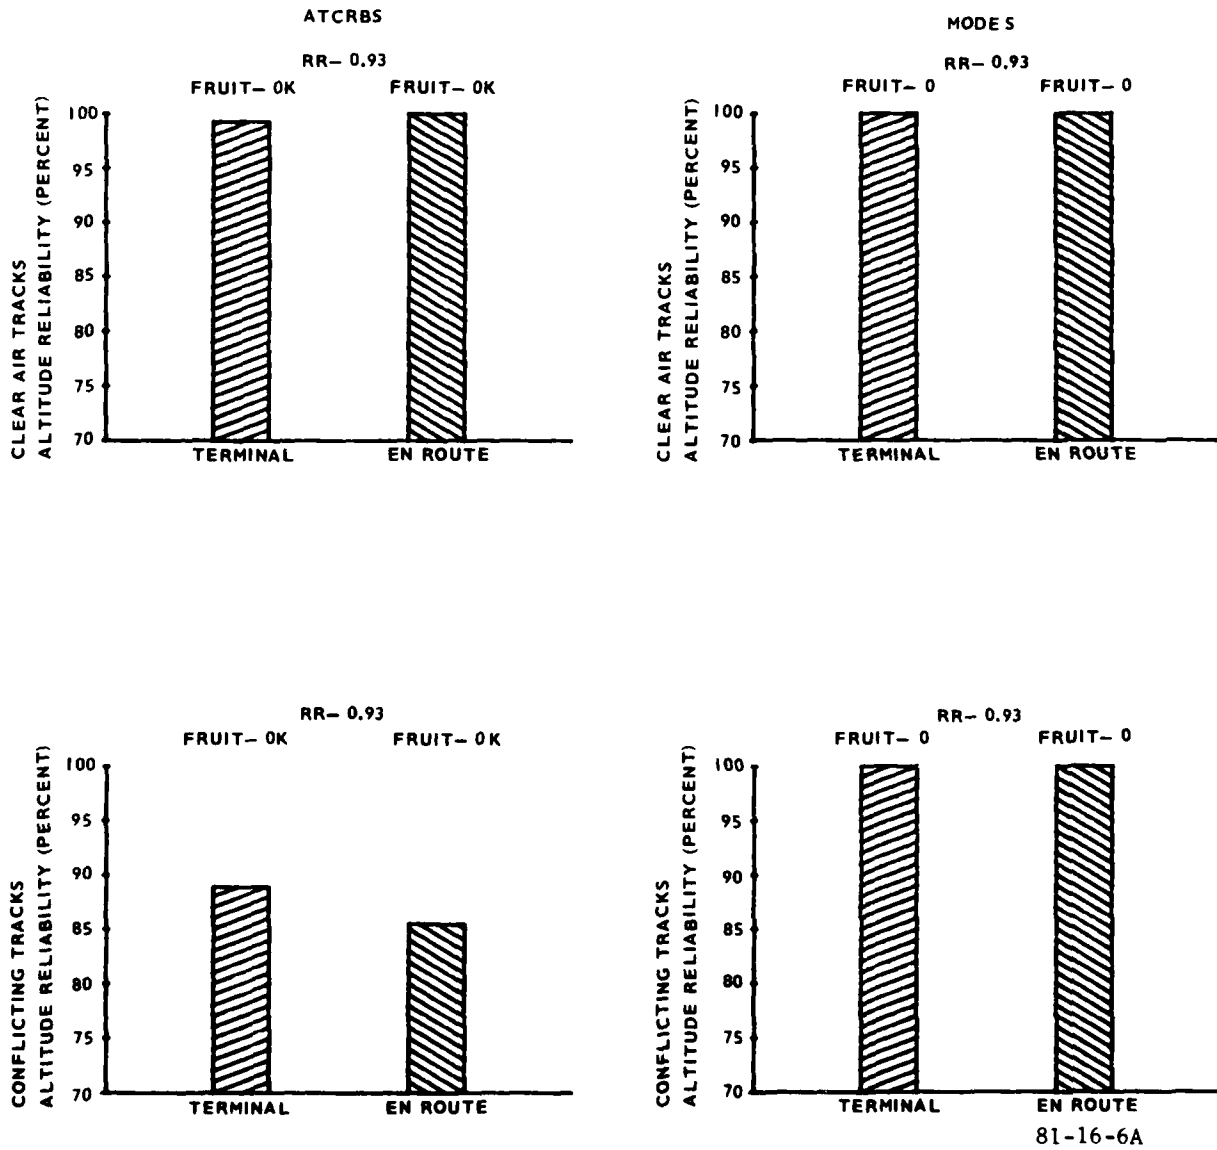 ATCRBS
RR- 0.93
FRUIT- 0K FRUIT- 0K
CLEAR AIR TRACKS
ALTITUDE RELIABILITY (PERCENT)
100
95
90
85
80
75
70
TERMINAL EN ROUTE
MODE S
RR- 0.93
FRUIT- 0 FRUIT- 0
CLEAR AIR TRACKS
ALTITUDE RELIABILITY (PERCENT)
100
95
90
85
80
75
70
TERMINAL EN ROUTE
RR- 0.93
FRUIT- 0K FRUIT- 0K
CONFLICTING TRACKS
ALTITUDE RELIABILITY (PERCENT)
100
95
90
85
80
75
70
TERMINAL EN ROUTE
RR- 0.93
FRUIT- 0 FRUIT- 0
CONFLICTING TRACKS
ALTITUDE RELIABILITY (PERCENT)
100
95
90
85
80
75
70
TERMINAL EN ROUTE
81-16-6A